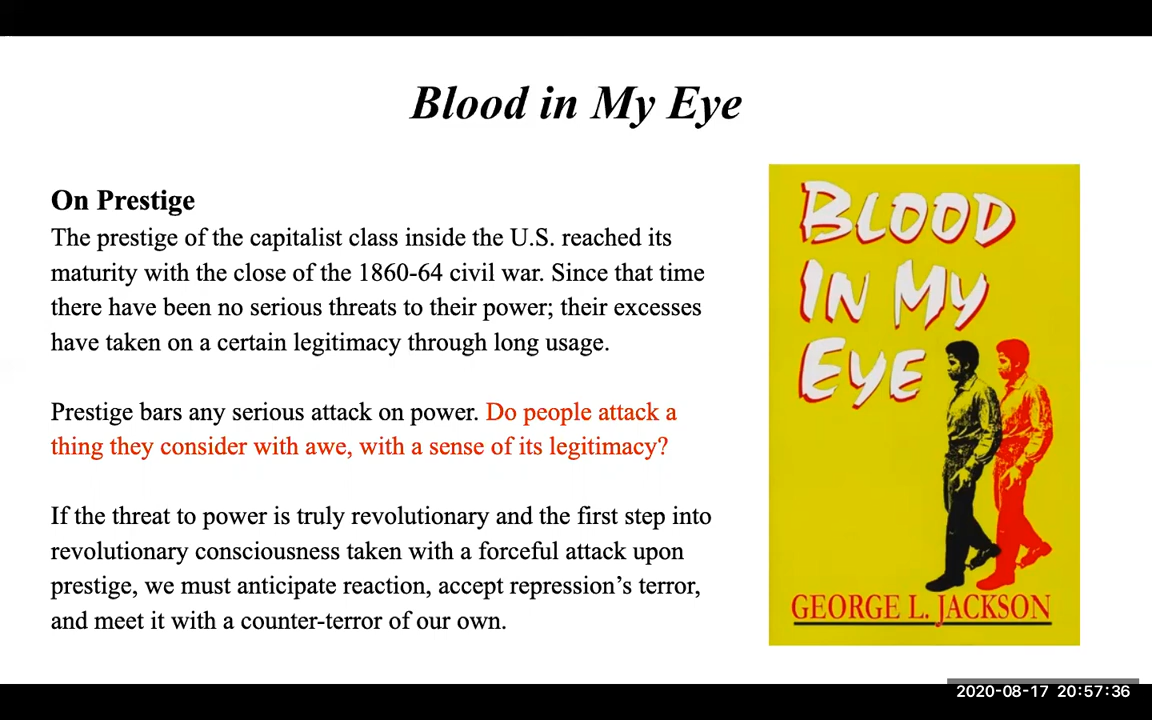 Blood in My Eye
On Prestige
The prestige of the capitalist class inside the U.S. reached its
maturity with the close of the 1860-64 civil war. Since that time
there have been no serious threats to their power; their excesses
have taken on a certain legitimacy through long usage.
Prestige bars any serious attack on power. Do people attack a
thing they consider with awe, with a sense of its legitimacy?
If the threat to power is truly revolutionary and the first step into
revolutionary consciousness taken with a forceful attack upon
prestige, we must anticipate reaction, accept repression’s terror,
and meet it with a counter-terror of our own.
BLOOD
IN MY
EYE
GEORGE L. JACKSON
2020-08-17 20:57:36